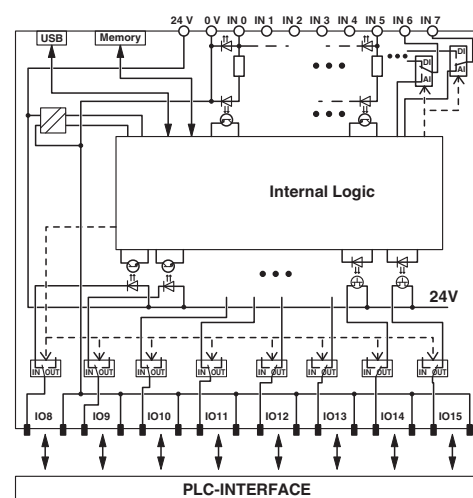 24 V 0 V IN 0 IN 1 IN 2 IN 3 IN 4 IN 5 IN 6 IN 7
USB Memory
DI DI
AI AI
Internal Logic
24V
IN OUT IN OUT IN OUT IN OUT IN OUT IN OUT IN OUT IN OUT
IO8 IO9 IO10 IO11 IO12 IO13 IO14 IO15
PLC-INTERFACE